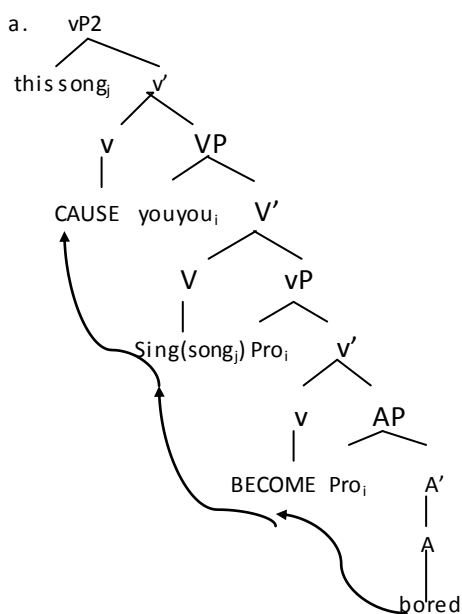 a. vP2
this songj v’
v VP
CAUSE youyoui V’
V vP
Sing(songj) Proi v’
v AP
BECOME Proi A’
A
bored